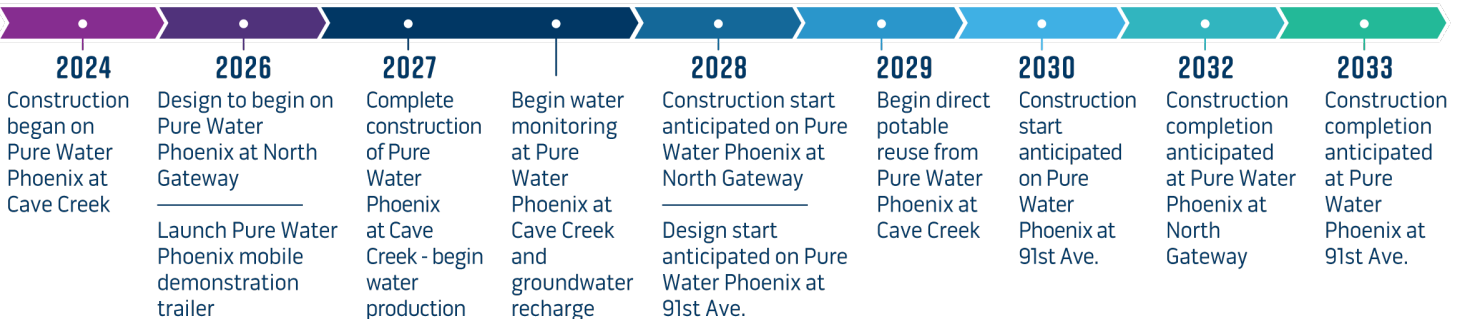 2024
Construction
began on
Pure Water
Phoenix at
Cave Creek
2026
Design to begin on
Pure Water
Phoenix at North
Gateway
Launch Pure Water
Phoenix mobile
demonstration
trailer
2027
Complete
construction
of Pure
Water
Phoenix
at Cave
Creek - begin
water
production
Begin water
monitoring
at Pure
Water
Phoenix at
Cave Creek
and
groundwater
recharge
2028
Construction start
anticipated on Pure
Water Phoenix at
North Gateway
Design start
anticipated on Pure
Water Phoenix at
91st Ave.
2029
Begin direct
potable
reuse from
Pure Water
Phoenix at
Cave Creek
2030
Construction
start
anticipated
on Pure
Water
Phoenix at
91st Ave.
2032
Construction
completion
anticipated
at Pure Water
Phoenix at
North
Gateway
2033
Construction
completion
anticipated
at Pure
Water
Phoenix at
91st Ave.